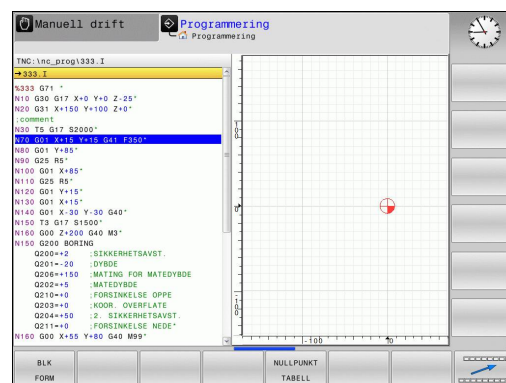 Manuell drift
Programmering
Programmering
TNC:\nc_prog\333.I
→333.I
%333 G71 *
N10 G30 G17 X+0 Y+0 Z-25*
N20 G31 X+150 Y+100 Z+0*
;comment
N30 T5 G17 S2000*
N70 G01 X+15 Y+15 G41 F350*
N80 G01 Y+85*
N90 G25 R5*
N100 G01 X+85*
N110 G25 R5*
N120 G01 Y+15*
N130 G01 X+15*
N140 G01 X-30 Y-30 G40*
N150 T3 G17 S1500*
N160 G00 Z+200 G40 M3*
N150 G200 BORING
Q200=+2 ;SIKKERHETSAVST.
Q201=-20 ;DYBDE
Q206=+150 ;MATING FOR MATEDYBDE
Q202=+5 ;MATEDYBDE
Q210=+0 ;FORSINKELSE OPPE
Q203=+0 ;KOOR. OVERFLATE
Q204=+50 ;2. SIKKERHETSAVST.
Q211=+0 ;FORSINKELSE NEDE*
N160 G00 X+55 Y+80 G40 M99*
100
0
-100
-100
0
BLK
FORM
NULLPUNKT
TABELL